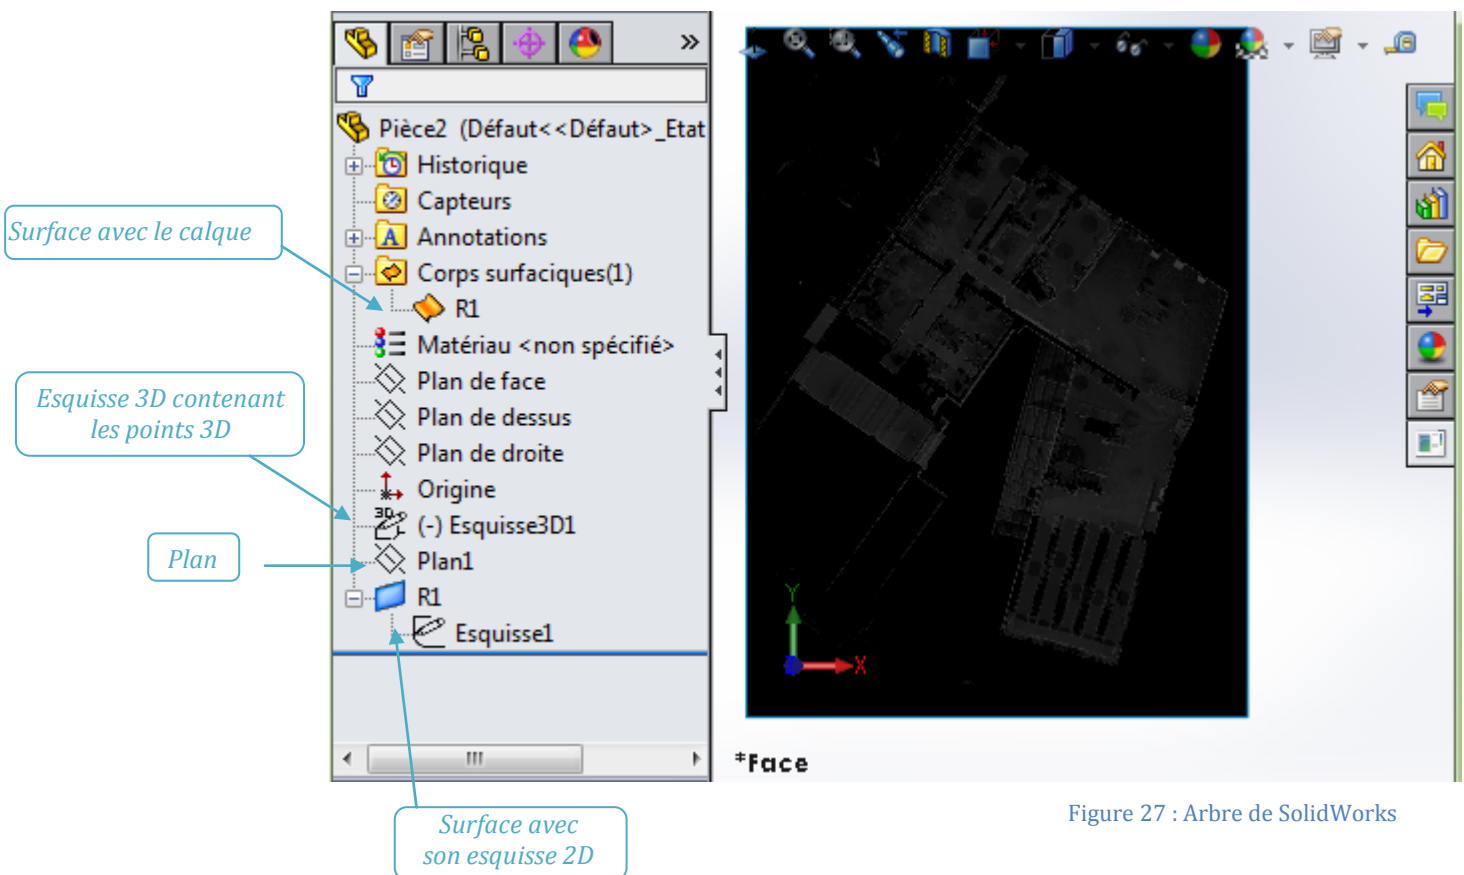 Pièce2 (Défaut<<Défaut>_Etat
Historique
Capteurs
Annotations
Corps surfaciques(1)
R1
Matériau <non spécifié>
Plan de face
Plan de dessus
Plan de droite
Origine
(-) Esquisse3D1
Plan1
R1
Esquisse1
Surface avec le calque
Esquisse 3D contenant
les points 3D
Plan
Surface avec
son esquisse 2D
Y
X
*Face
Figure 27 : Arbre de SolidWorks